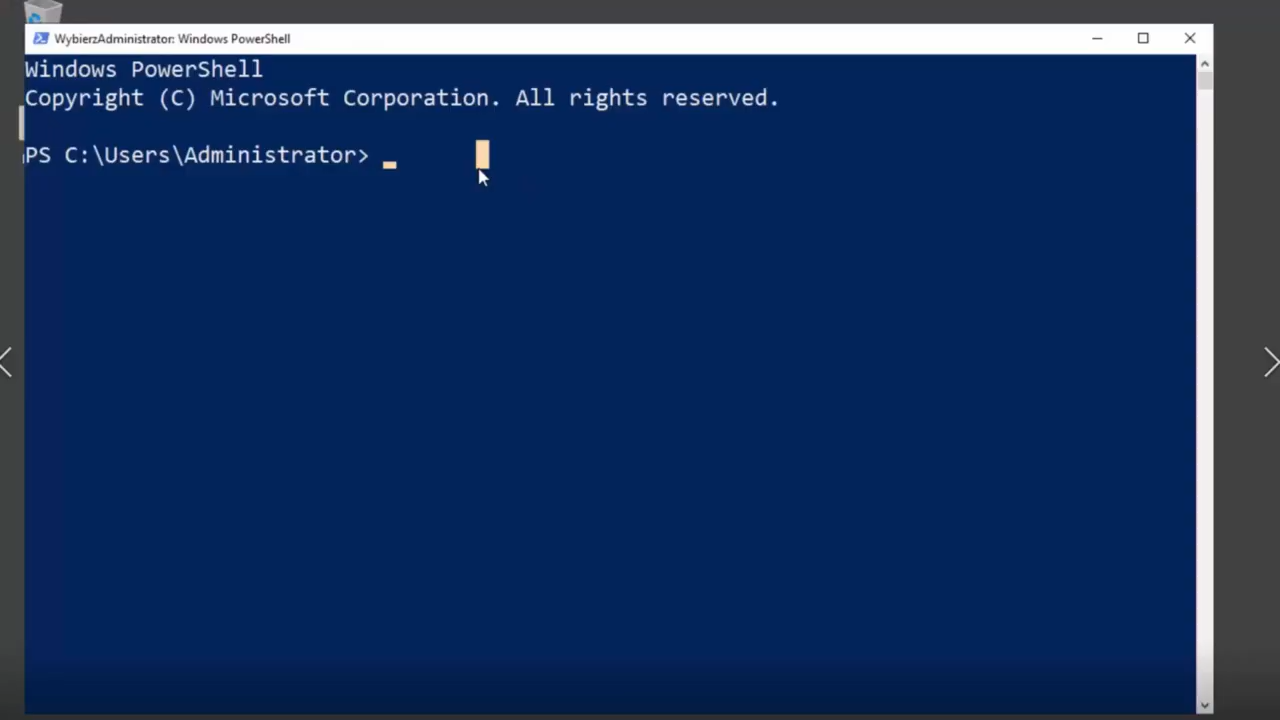 WybierzAdministrator: Windows PowerShell
Windows PowerShell
Copyright (C) Microsoft Corporation. All rights reserved.
PS C:\Users\Administrator> _